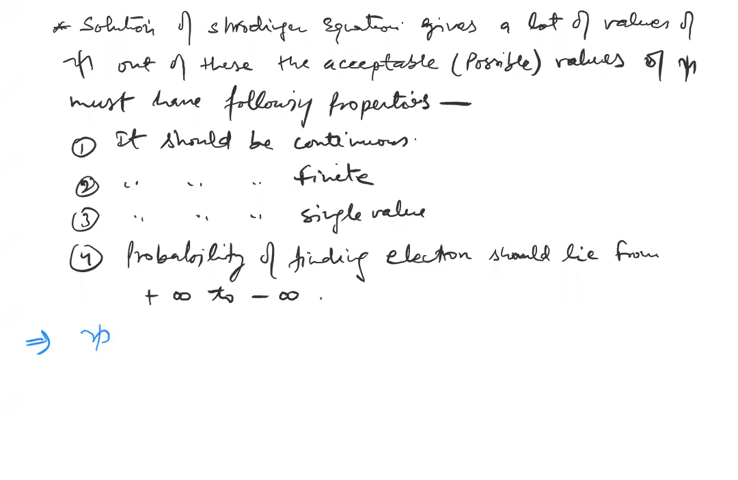 * Solution of shrodinger Equation gives a lot of values of
ψ out of these the acceptable (Possible) values of ψ
must have following properties —
① It should be continuous.
② " " " finite
③ " " " single value
④ Probability of finding electron should lie from
+ ∞ to - ∞ .
⇒ ψ